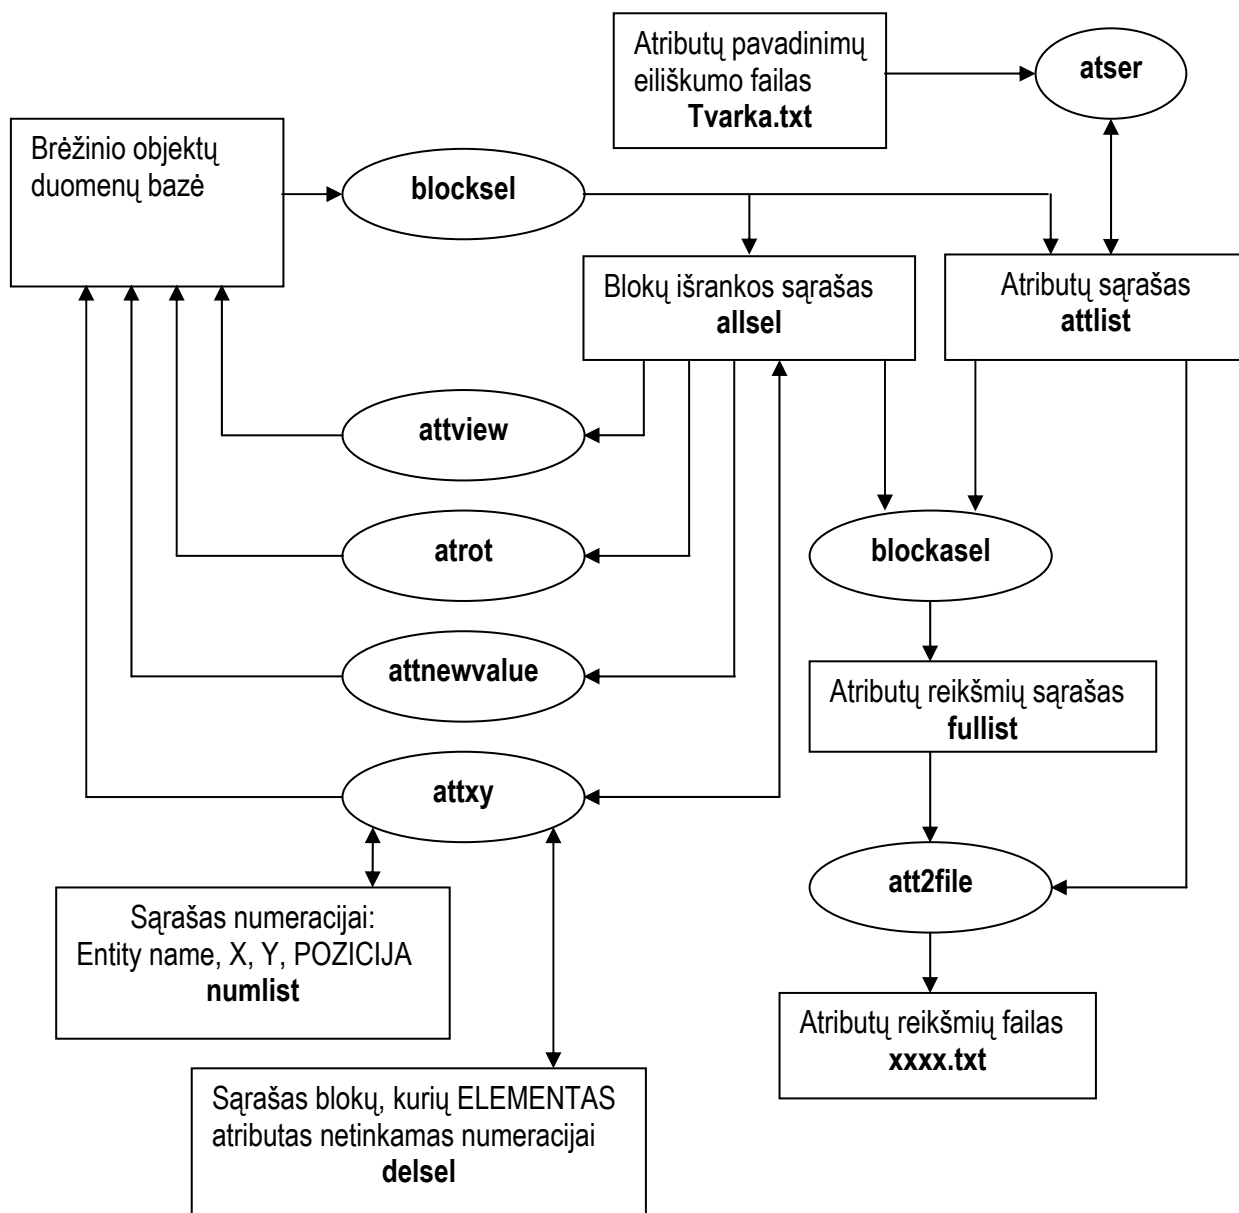 Atributų pavadinimų
eiliškumo failas
Tvarka.txt
atser
Brėžinio objektų
duomenų bazė
blocksel
Blokų išrankos sąrašas
allsel
Atributų sąrašas
attlist
attview
atrot
blockasel
attnewvalue
Atributų reikšmių sąrašas
fullist
attxy
att2file
Sąrašas numeracijai:
Entity name, X, Y, POZICIJA
numlist
Atributų reikšmių failas
xxxx.txt
Sąrašas blokų, kurių ELEMENTAS
atributas netinkamas numeracijai
delsel